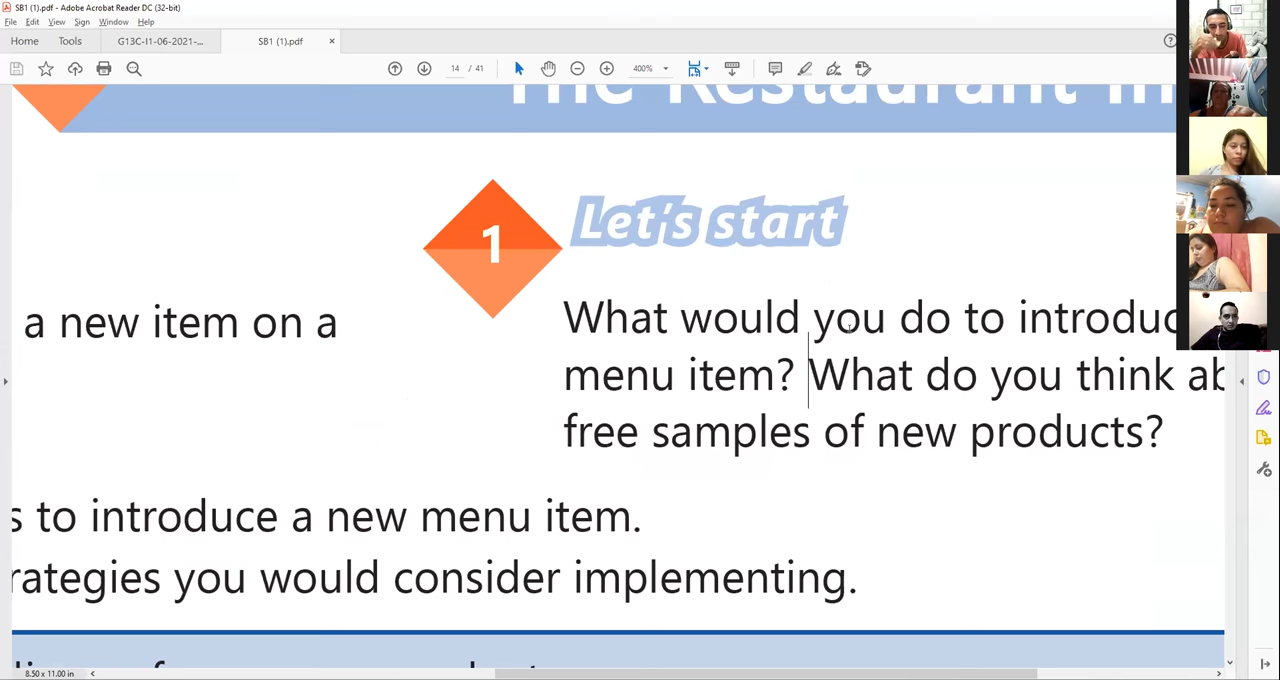 SB1 (1).pdf - Adobe Acrobat Reader DC (32-bit)
File Edit View Sign Window Help
Home Tools G13C-I1-06-2021-... SB1 (1).pdf ×
14 / 41 400%
The Restaurant In
1
Let's start
a new item on a
What would you do to introduc
menu item? What do you think ab
free samples of new products?
s to introduce a new menu item.
rategies you would consider implementing.
8.50 x 11.00 in